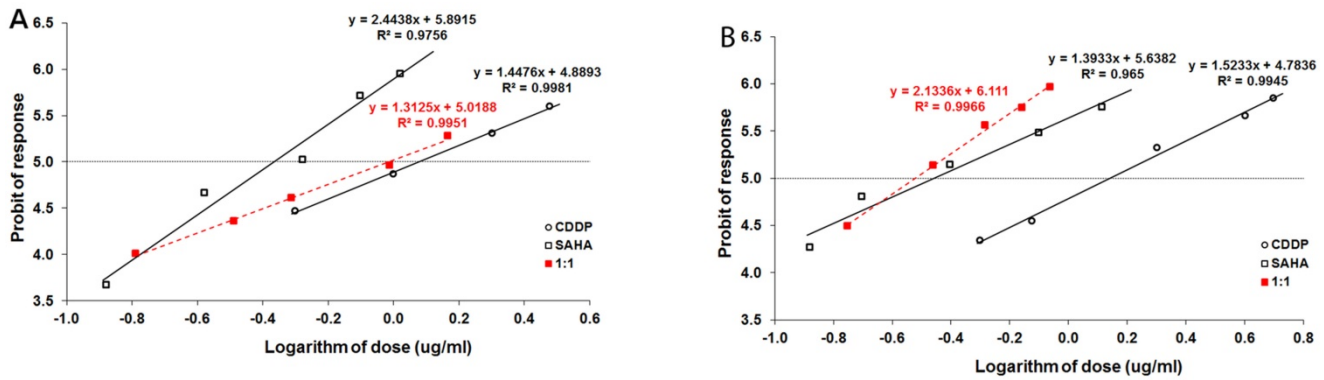 A
y = 2.4438x + 5.8915
R² = 0.9756
y = 1.4476x + 4.8893
R² = 0.9981
y = 1.3125x + 5.0188
R² = 0.9951
6.5
6.0
5.5
5.0
4.5
4.0
3.5
Probit of response
-1.0 -0.8 -0.6 -0.4 -0.2 0.0 0.2 0.4 0.6
Logarithm of dose (ug/ml)
CDDP
SAHA
1:1
B
y = 2.1336x + 6.111
R² = 0.9966
y = 1.3933x + 5.6382
R² = 0.965
y = 1.5233x + 4.7836
R² = 0.9945
6.5
6.0
5.5
5.0
4.5
4.0
3.5
Probit of response
-1.0 -0.8 -0.6 -0.4 -0.2 0.0 0.2 0.4 0.6 0.8
Logarithm of dose (ug/ml)
CDDP
SAHA
1:1